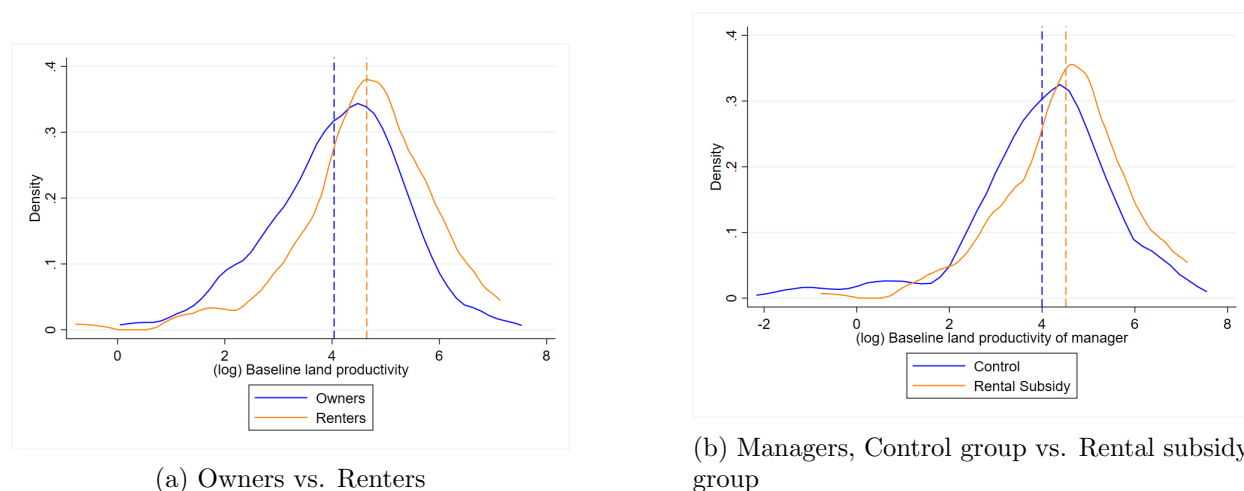 .4
.3
.2
.1
0
Density
0
2
4
6
8
(log) Baseline land productivity
Owners
Renters
(a) Owners vs. Renters
.4
.3
.2
.1
0
Density
-2
0
2
4
6
8
(log) Baseline land productivity of manager
Control
Rental Subsidy
(b) Managers, Control group vs. Rental subsidy
group